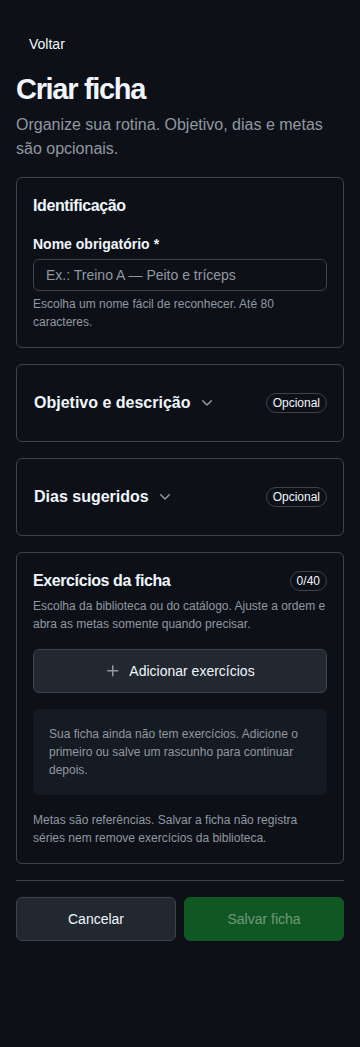 Voltar
Criar ficha
Organize sua rotina. Objetivo, dias e metas
são opcionais.
Identificação
Nome obrigatório *
Ex.: Treino A — Peito e tríceps
Escolha um nome fácil de reconhecer. Até 80
caracteres.
Objetivo e descrição
Opcional
Dias sugeridos
Opcional
Exercícios da ficha
0/40
Escolha da biblioteca ou do catálogo. Ajuste a ordem e
abra as metas somente quando precisar.
Adicionar exercícios
Sua ficha ainda não tem exercícios. Adicione o
primeiro ou salve um rascunho para continuar
depois.
Metas são referências. Salvar a ficha não registra
séries nem remove exercícios da biblioteca.
Cancelar
Salvar ficha